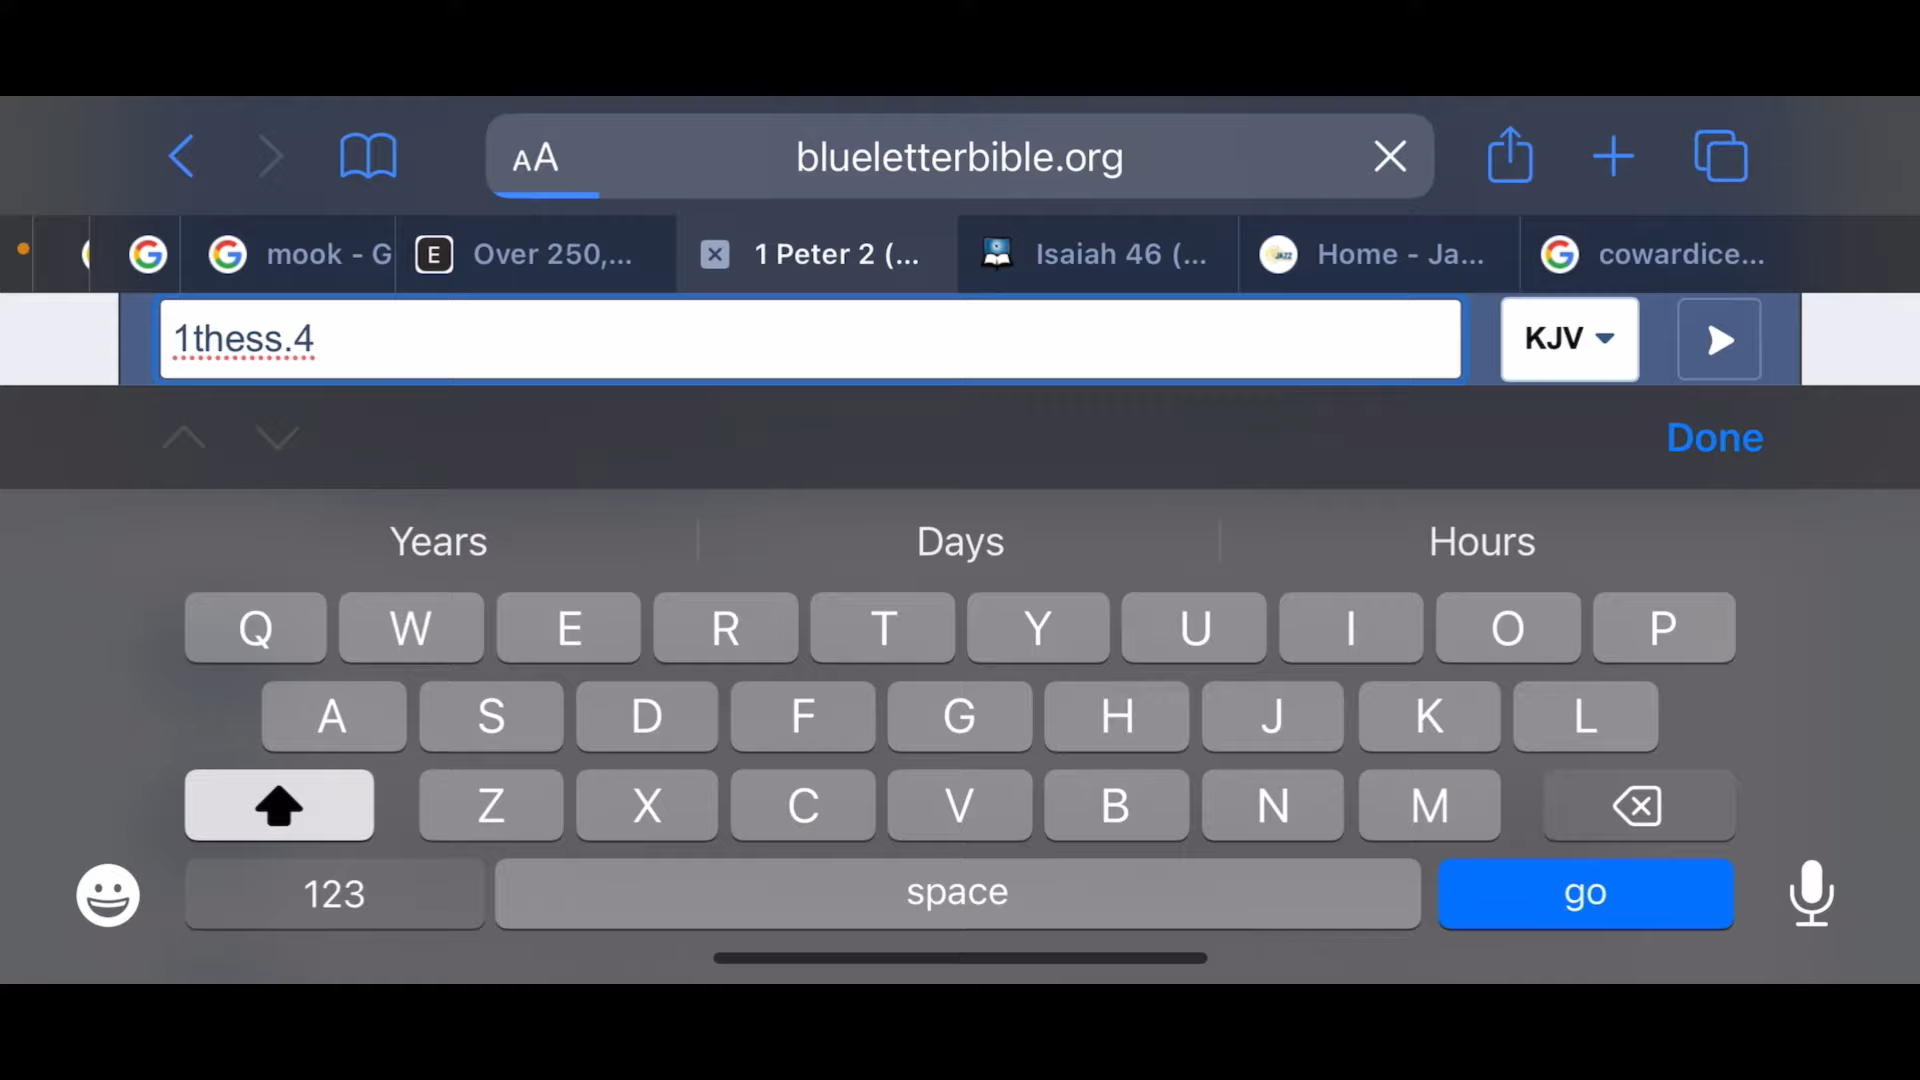 AA blueletterbible.org
mook - G
E Over 250,...
1 Peter 2 (...
Isaiah 46 (...
JAZZ Home - Ja...
cowardice...
1thess.4
KJV
Done
Years Days Hours
Q W E R T Y U I O P
A S D F G H J K L
Z X C V B N M
123 space go